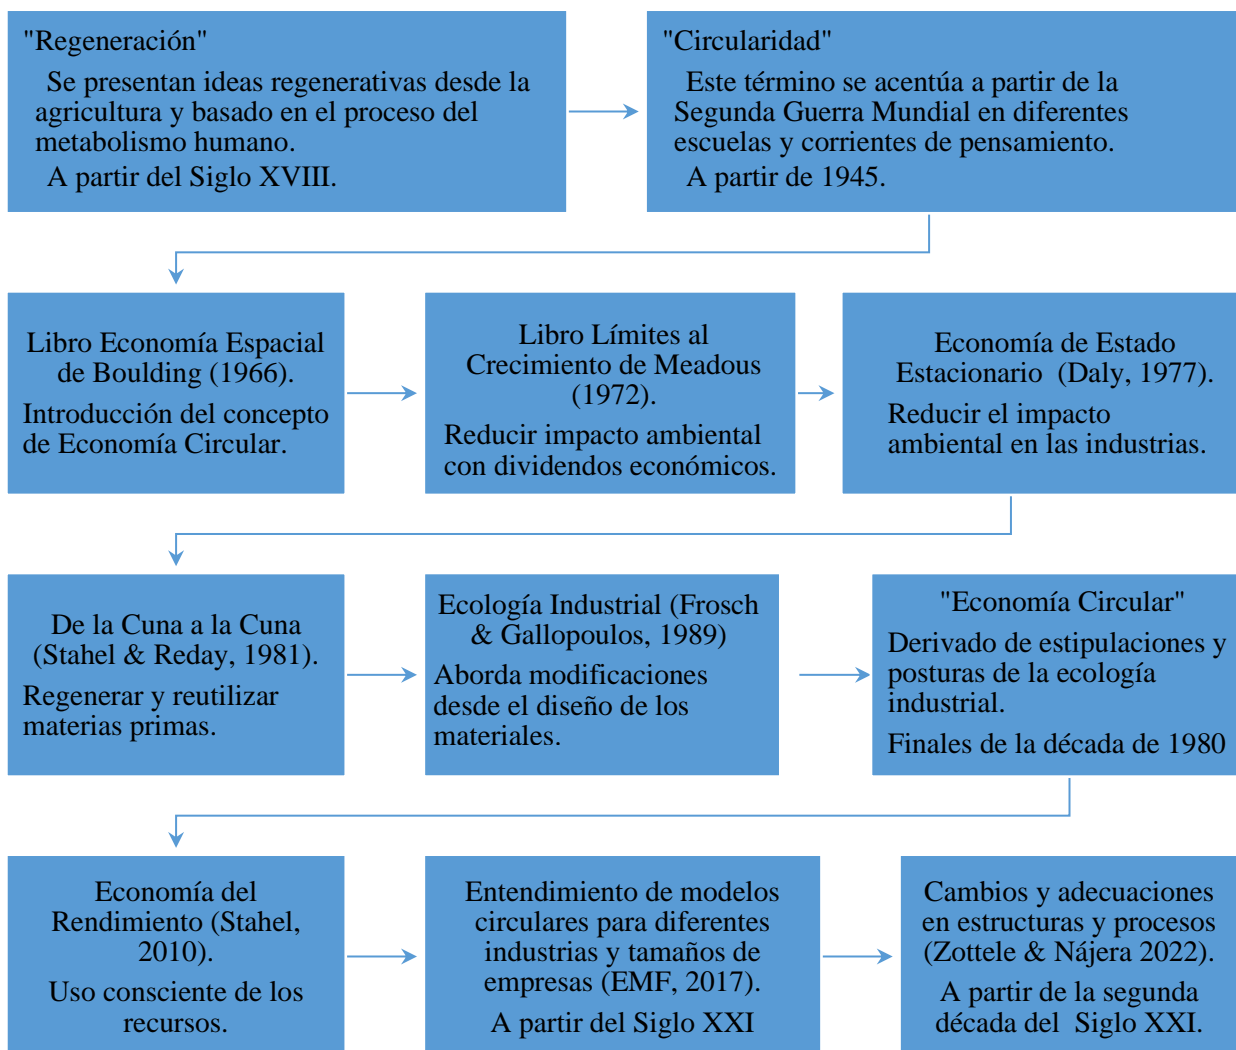 "Regeneración"
Se presentan ideas regenerativas desde la
agricultura y basado en el proceso del
metabolismo humano.
A partir del Siglo XVIII.
"Circularidad"
Este término se acentúa a partir de la
Segunda Guerra Mundial en diferentes
escuelas y corrientes de pensamiento.
A partir de 1945.
Libro Economía Espacial
de Boulding (1966).
Introducción del concepto
de Economía Circular.
Libro Límites al
Crecimiento de Meadous
(1972).
Reducir impacto ambiental
con dividendos económicos.
Economía de Estado
Estacionario (Daly, 1977).
Reducir el impacto
ambiental en las industrias.
De la Cuna a la Cuna
(Stahel & Reday, 1981).
Regenerar y reutilizar
materias primas.
Ecología Industrial (Frosch
& Gallopoulos, 1989)
Aborda modificaciones
desde el diseño de los
materiales.
"Economía Circular"
Derivado de estipulaciones y
posturas de la ecología
industrial.
Finales de la década de 1980
Economía del
Rendimiento (Stahel,
2010).
Uso consciente de los
recursos.
Entendimiento de modelos
circulares para diferentes
industrias y tamaños de
empresas (EMF, 2017).
A partir del Siglo XXI
Cambios y adecuaciones
en estructuras y procesos
(Zottele & Nájera 2022).
A partir de la segunda
década del Siglo XXI.